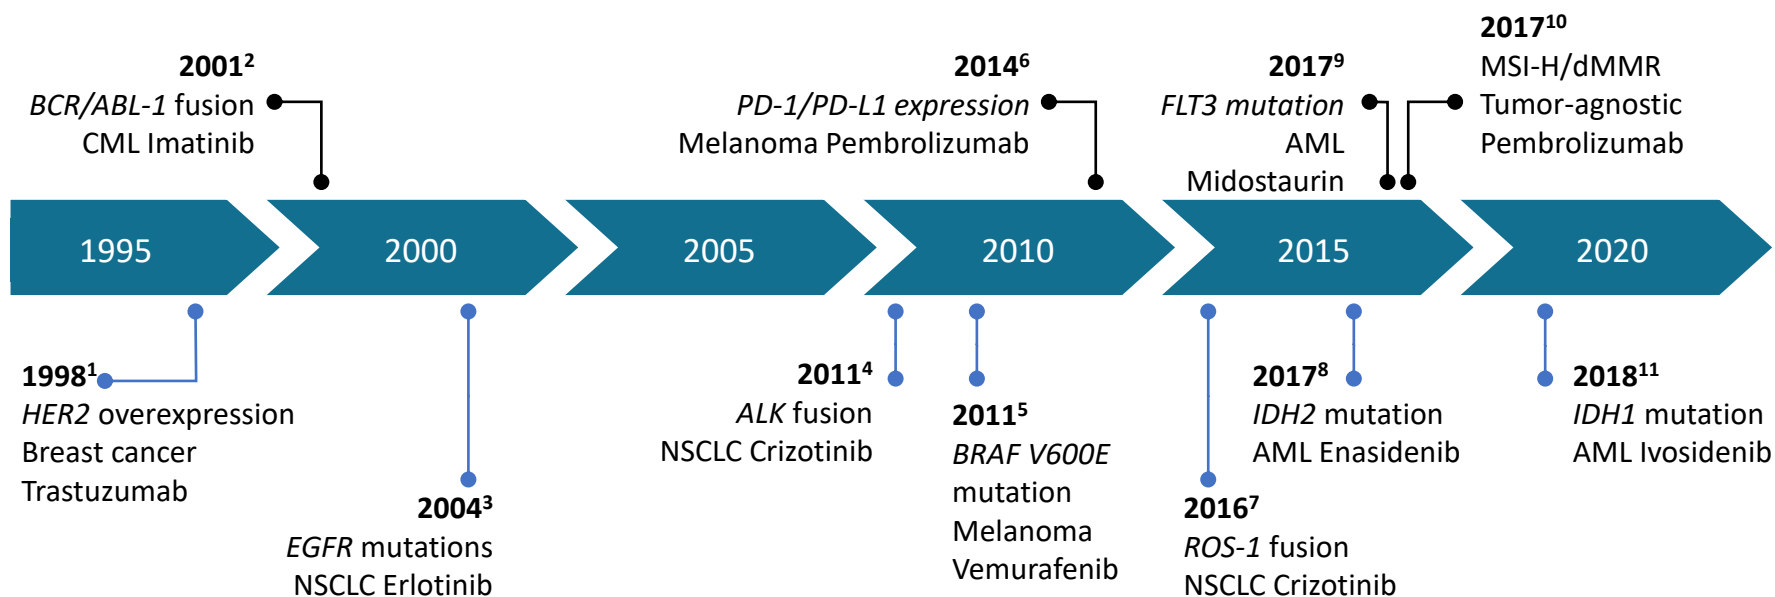 2001²
BCR/ABL-1 fusion
CML Imatinib
2014⁶
PD-1/PD-L1 expression
Melanoma Pembrolizumab
2017⁹
FLT3 mutation
AML
Midostaurin
2017¹⁰
MSI-H/dMMR
Tumor-agnostic
Pembrolizumab
1995
2000
2005
2010
2015
2020
1998¹
HER2 overexpression
Breast cancer
Trastuzumab
2004³
EGFR mutations
NSCLC Erlotinib
2011⁴
ALK fusion
NSCLC Crizotinib
2011⁵
BRAF V600E
mutation
Melanoma
Vemurafenib
2016⁷
ROS-1 fusion
NSCLC Crizotinib
2017⁸
IDH2 mutation
AML Enasidenib
2018¹¹
IDH1 mutation
AML Ivosidenib